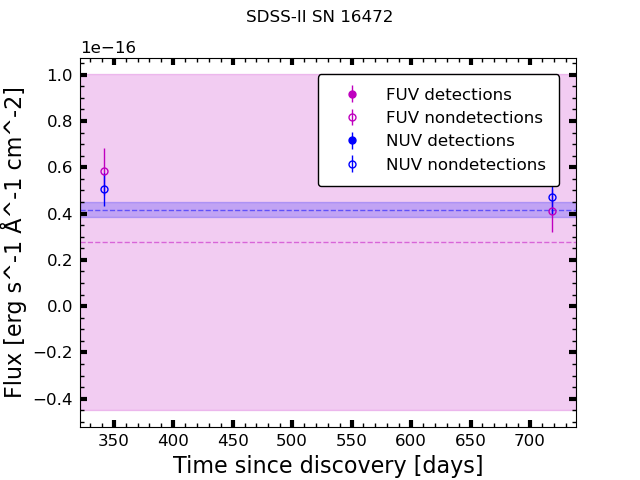 SDSS-II SN 16472
1e−16
FUV detections
FUV nondetections
NUV detections
NUV nondetections
1.0
0.8
0.6
0.4
0.2
0.0
−0.2
−0.4
Flux [erg s^-1 Å^-1 cm^-2]
350 400 450 500 550 600 650 700
Time since discovery [days]